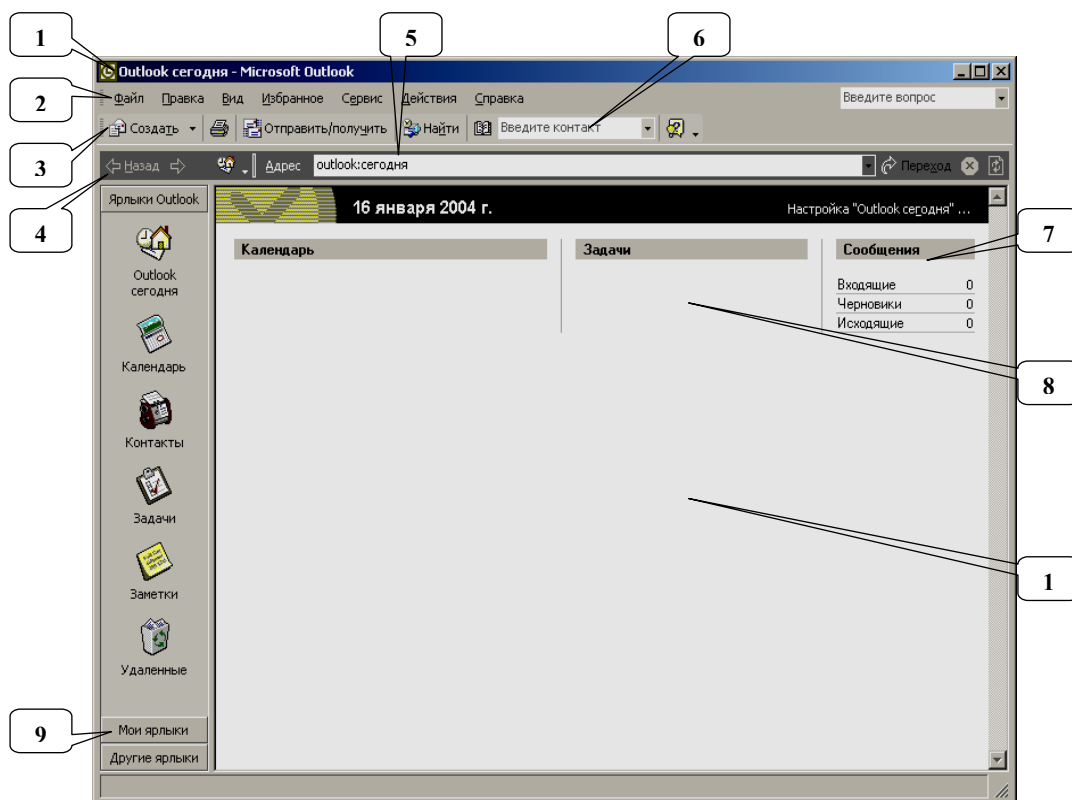 1
5
6
Outlook сегодня - Microsoft Outlook
2
Файл Правка Вид Избранное Сервис Действия Справка Введите вопрос
3
Создать Отправить/получить Найти Введите контакт
4
Назад Адрес outlook:сегодня Переход
Ярлыки Outlook
16 января 2004 г. Настройка "Outlook сегодня" ...
7
Календарь Задачи Сообщения
Входящие 0
Черновики 0
Исходящие 0
8
Outlook
сегодня
Календарь
Контакты
Задачи
1
Заметки
Удаленные
9
Мои ярлыки
Другие ярлыки